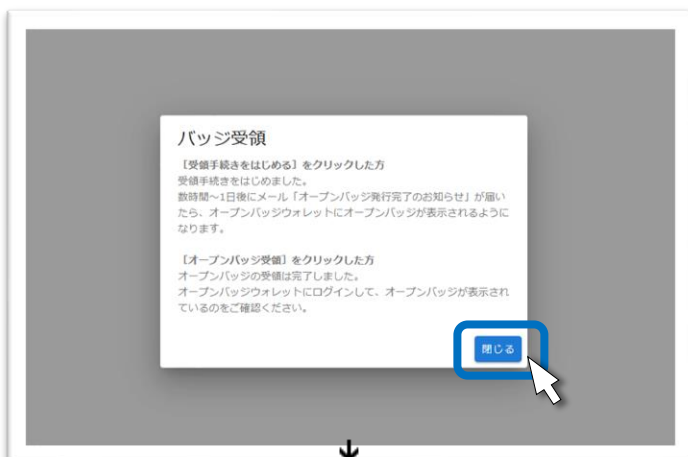 バッジ受領
［受領手続きをはじめる］をクリックした方
受領手続きをはじめました。
数時間～1日後にメール「オープンバッジ発行完了のお知らせ」が届い
たら、オープンバッジウォレットにオープンバッジが表示されるように
なります。
［オープンバッジ受領］をクリックした方
オープンバッジの受領は完了しました。
オープンバッジウォレットにログインして、オープンバッジが表示され
ているのをご確認ください。
閉じる